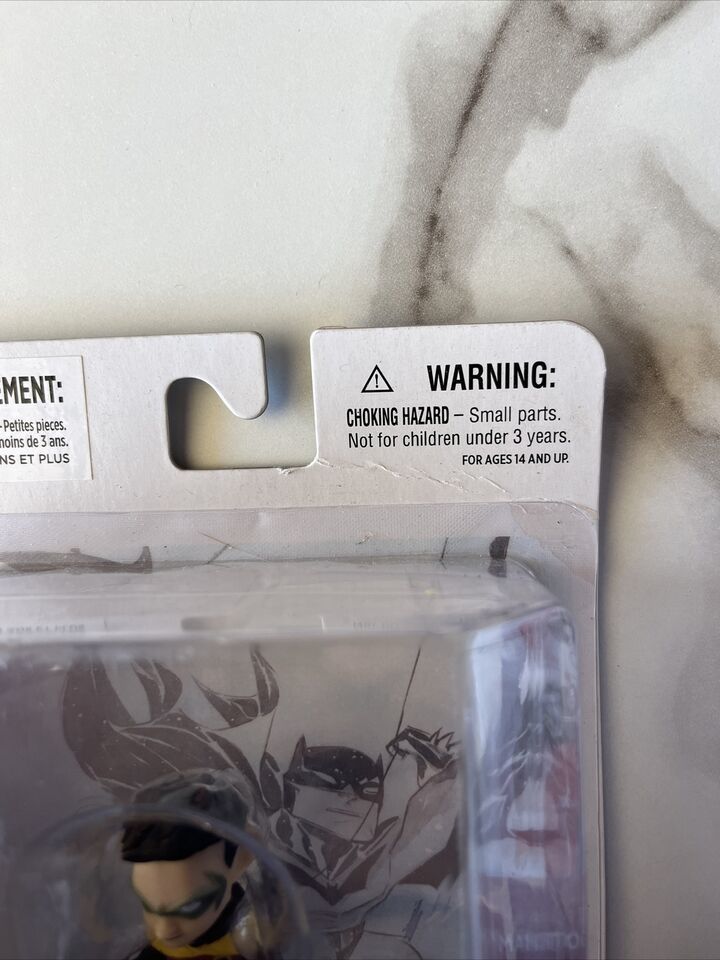 EMENT:
-Petites pieces.
moins de 3 ans.
NS ET PLUS
WARNING:
CHOKING HAZARD – Small parts.
Not for children under 3 years.
FOR AGES 14 AND UP.